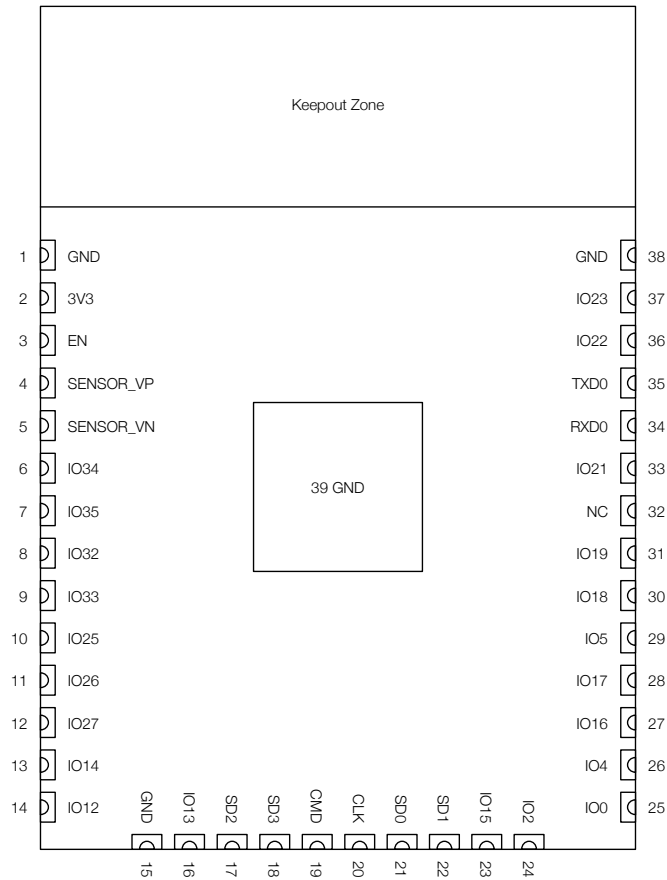 Keepout Zone
1 GND
2 3V3
3 EN
4 SENSOR_VP
5 SENSOR_VN
6 IO34
7 IO35
8 IO32
9 IO33
10 IO25
11 IO26
12 IO27
13 IO14
14 IO12
39 GND
GND 38
IO23 37
IO22 36
TXD0 35
RXD0 34
IO21 33
NC 32
IO19 31
IO18 30
IO5 29
IO17 28
IO16 27
IO4 26
IO0 25
GND 15
IO13 16
SD2 17
SD3 18
CMD 19
CLK 20
SD0 21
SD1 22
IO15 23
IO2 24